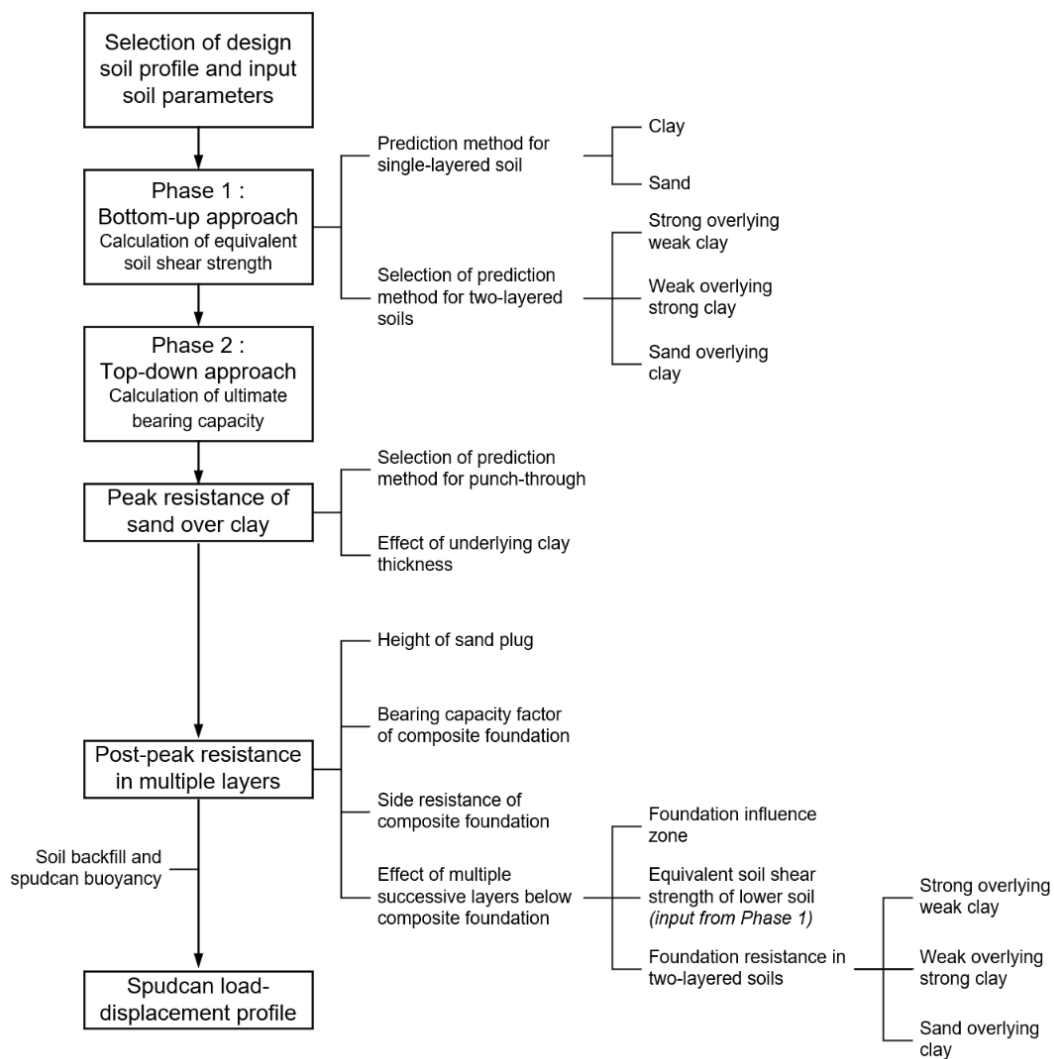 Selection of design
soil profile and input
soil parameters
Phase 1 :
Bottom-up approach
Calculation of equivalent
soil shear strength
Prediction method for
single-layered soil
Clay
Sand
Selection of prediction
method for two-layered
soils
Strong overlying
weak clay
Weak overlying
strong clay
Sand overlying
clay
Phase 2 :
Top-down approach
Calculation of ultimate
bearing capacity
Peak resistance of
sand over clay
Selection of prediction
method for punch-through
Effect of underlying clay
thickness
Post-peak resistance
in multiple layers
Height of sand plug
Bearing capacity factor
of composite foundation
Side resistance of
composite foundation
Effect of multiple
successive layers below
composite foundation
Foundation influence
zone
Equivalent soil shear
strength of lower soil
(input from Phase 1)
Foundation resistance in
two-layered soils
Strong overlying
weak clay
Weak overlying
strong clay
Sand overlying
clay
Soil backfill and
spudcan buoyancy
Spudcan load-
displacement profile